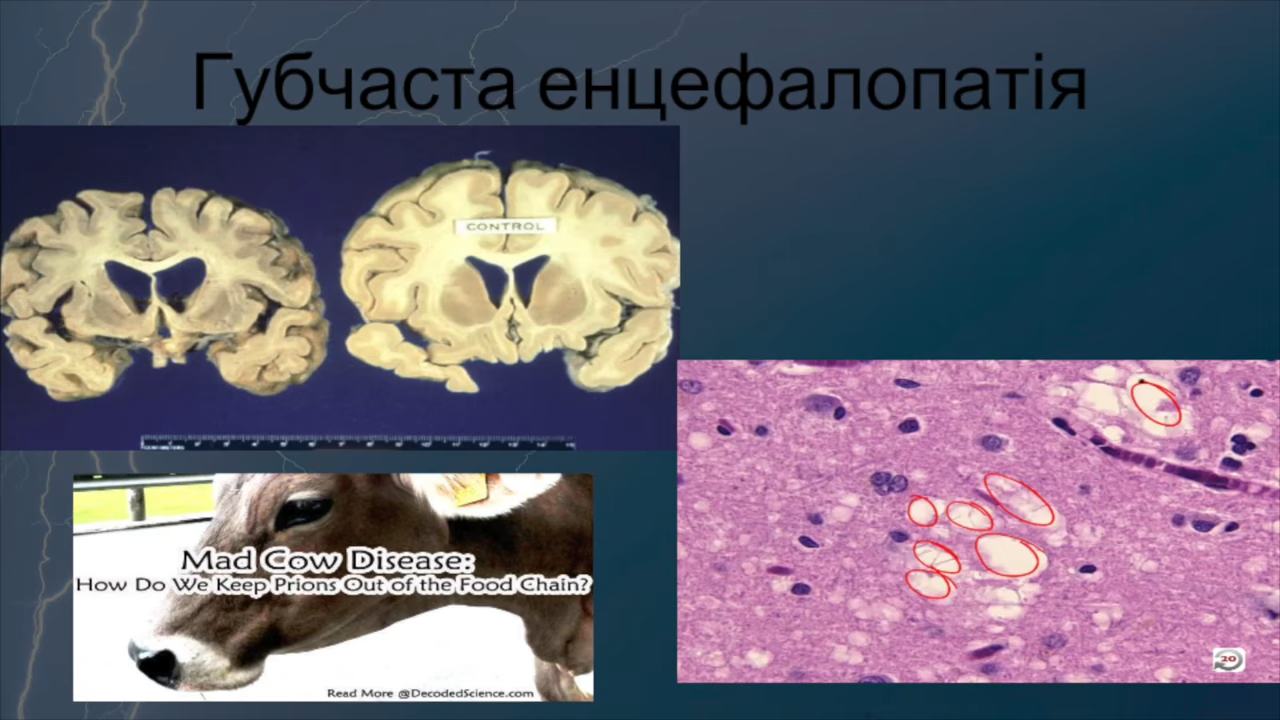 Губчаста енцефалопатія
CONTROL
Mad Cow Disease:
How Do We Keep Prions Out of the Food Chain?
Read More @DecodedScience.com
20